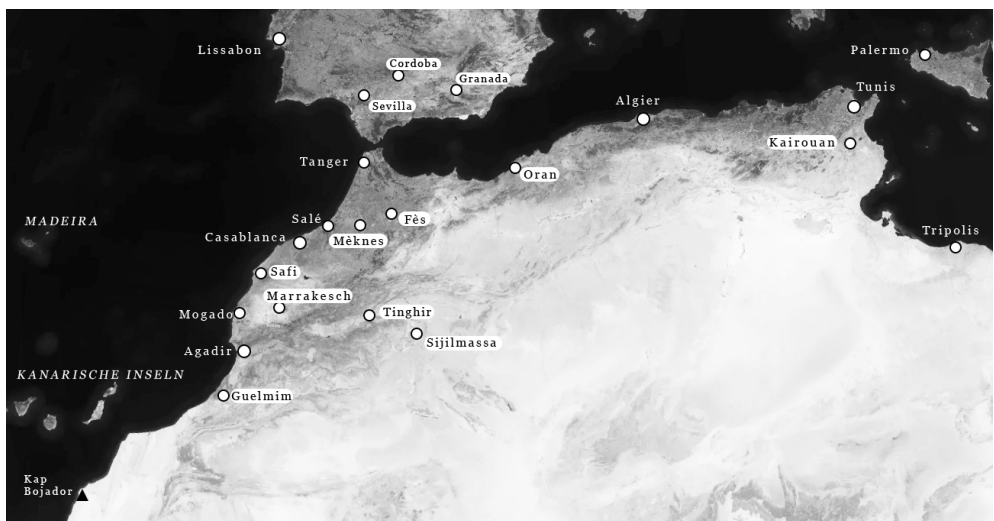 Lissabon
Cordoba
Granada
Sevilla
Palermo
Tunis
Algier
Kairouan
Tanger
Oran
MADEIRA
Salé
Fès
Casablanca
Mèknes
Tripolis
Safi
Marrakesch
Mogado
Tinghir
Sijilmassa
Agadir
KANARISCHE INSELN
Guelmim
Kap
Bojador